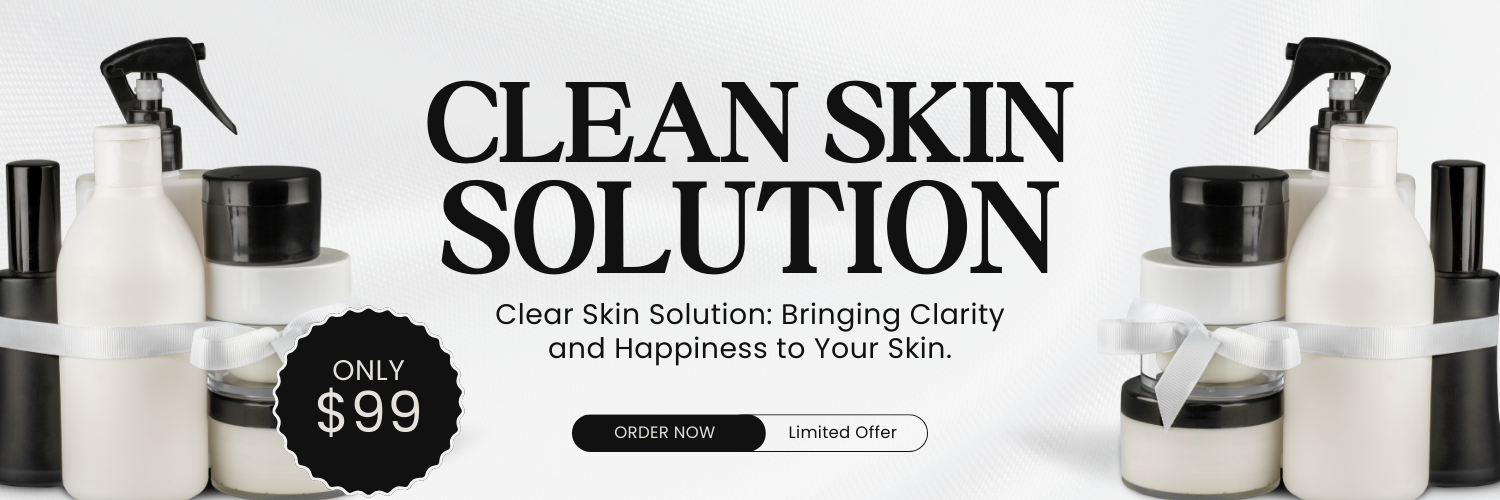 CLEAN SKIN
SOLUTION
Clear Skin Solution: Bringing Clarity
and Happiness to Your Skin.
ONLY
$99
ORDER NOW
Limited Offer